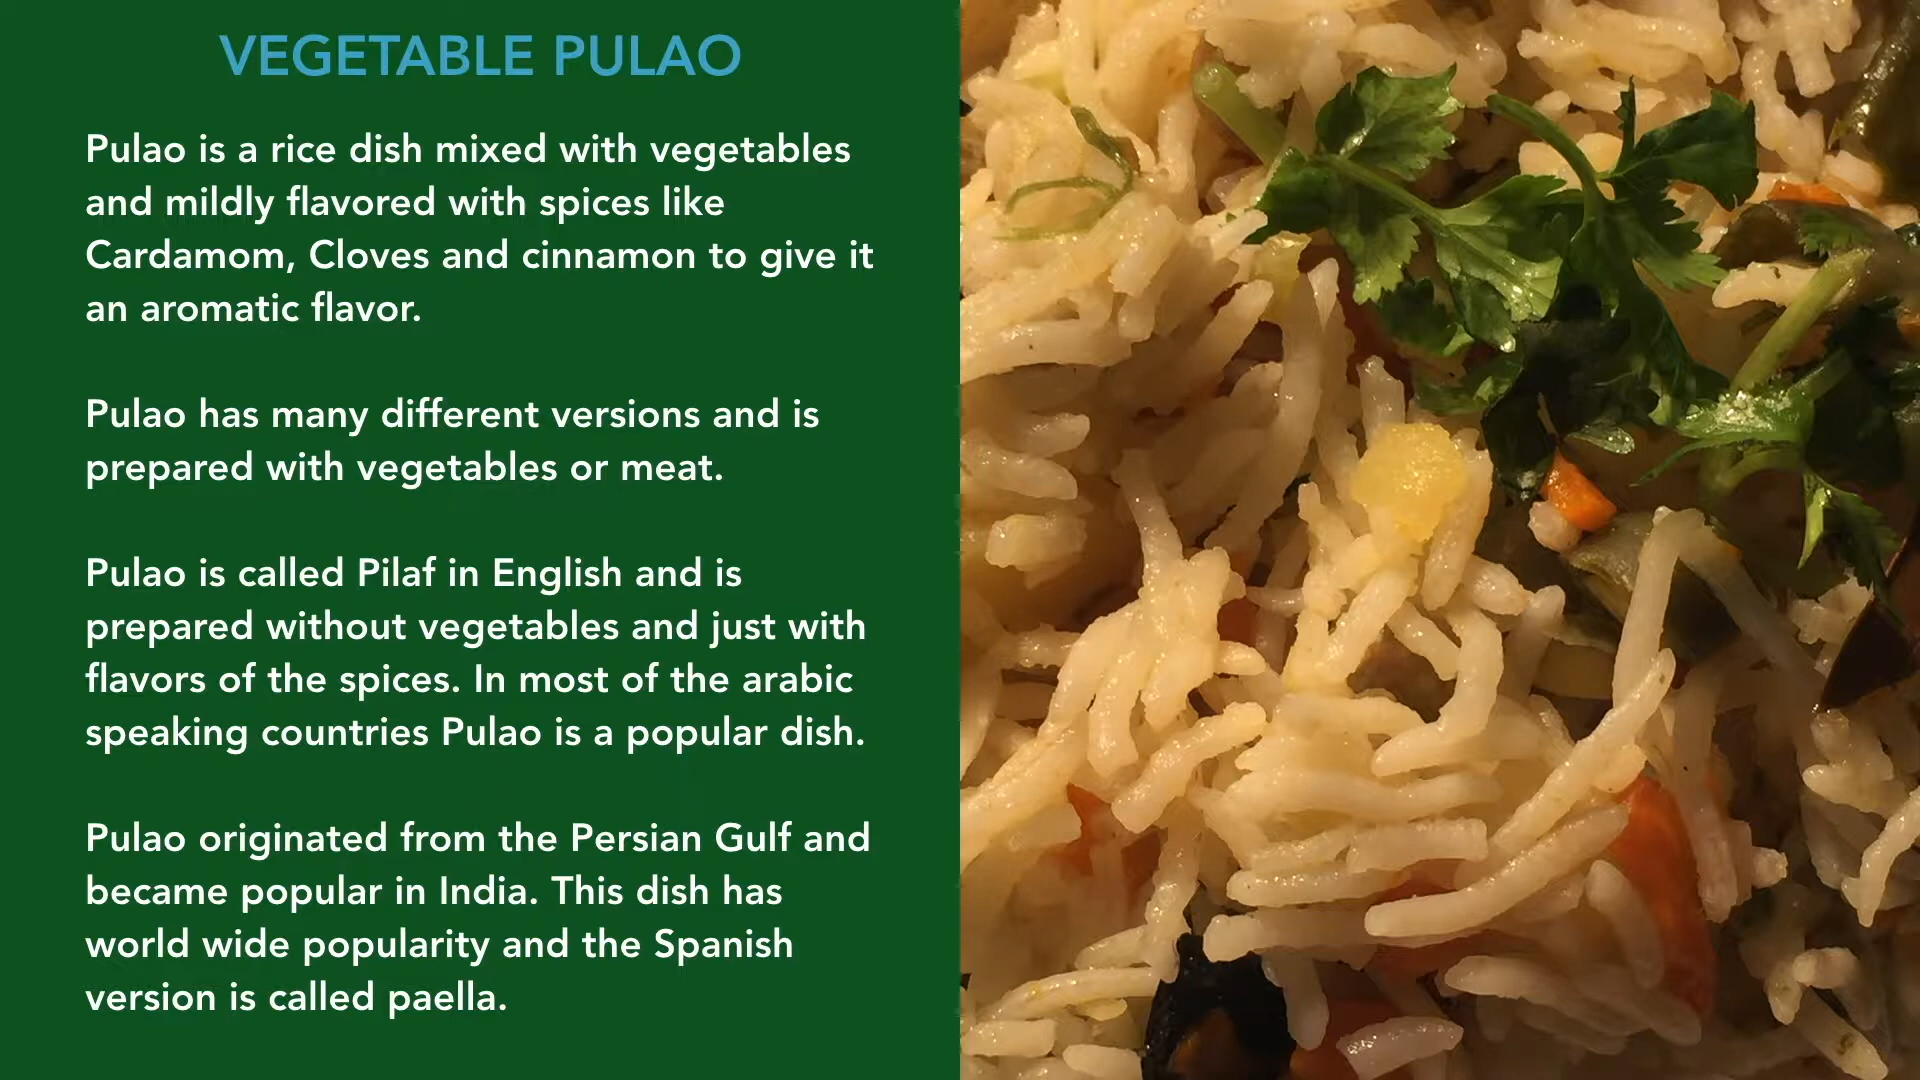 VEGETABLE PULAO
Pulao is a rice dish mixed with vegetables
and mildly flavored with spices like
Cardamom, Cloves and cinnamon to give it
an aromatic flavor.
Pulao has many different versions and is
prepared with vegetables or meat.
Pulao is called Pilaf in English and is
prepared without vegetables and just with
flavors of the spices. In most of the arabic
speaking countries Pulao is a popular dish.
Pulao originated from the Persian Gulf and
became popular in India. This dish has
world wide popularity and the Spanish
version is called paella.